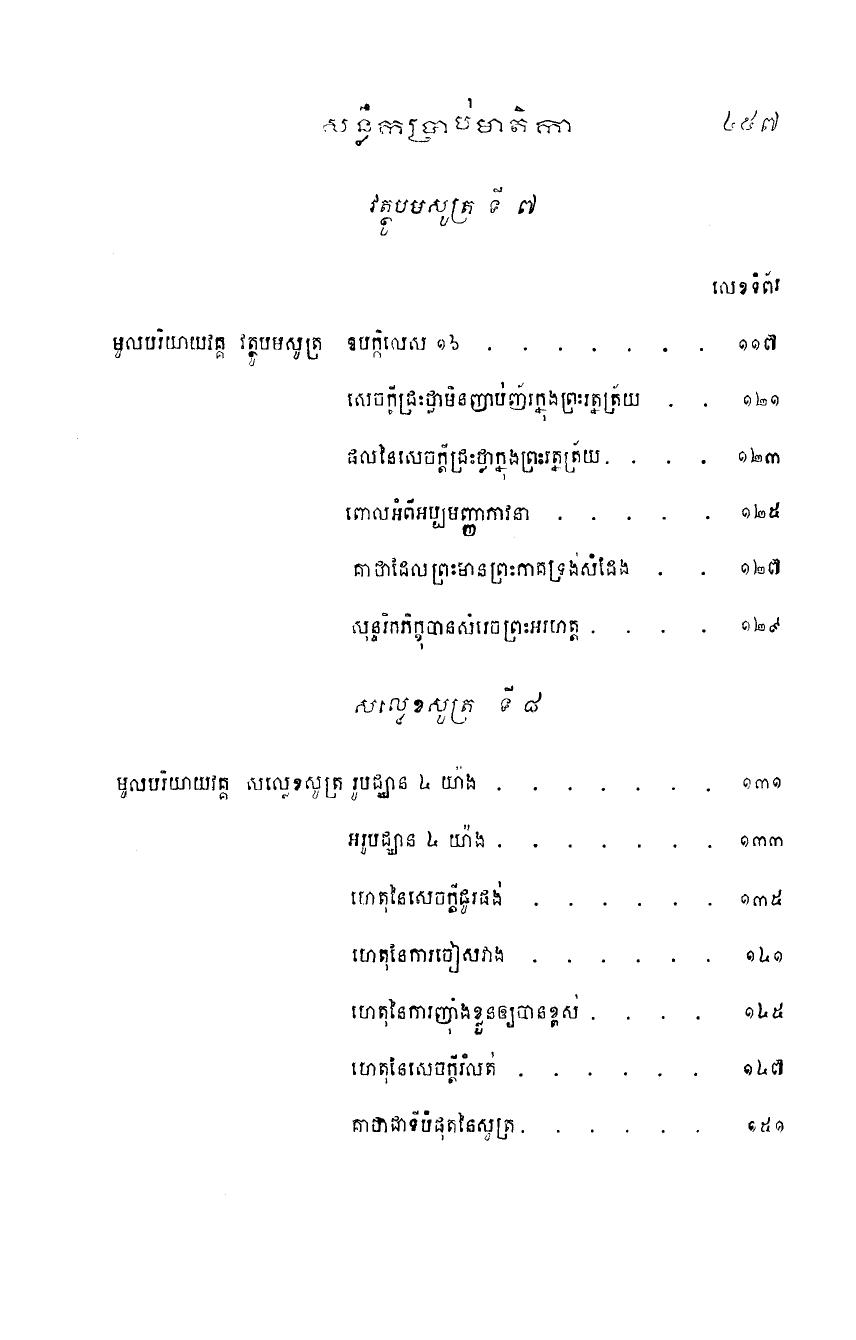 សន្លឹកប្រាប់មាតិកា ៤៩៧
វត្ថូបមសូត្រ ទី ៧
លេខទំព័រ
មូលបរិយាយវគ្គ វត្ថូបមសូត្រ ឧបក្កិលេស ១៦ . . . . . . . ១១៧
សេចក្តីជ្រះថ្លាមិនញាប់ញ័រក្នុងព្រះរត្នត្រ័យ . . ១២១
ផលនៃសេចក្តីជ្រះថ្លាក្នុងព្រះរត្នត្រ័យ . . . . ១២៣
ពោលអំពីអប្បមញ្ញាភាវនា . . . . . ១២៥
គាថាដែលព្រះមានព្រះភាគទ្រង់សំដែង . . ១២៧
សុន្ទរិកភិក្ខុបានសំរេចព្រះអរហត្ត . . . . ១២៩
សល្លេខសូត្រ ទី ៨
មូលបរិយាយវគ្គ សល្លេខសូត្រ រូបជ្ឈាន ៤ យ៉ាង . . . . . . . ១៣១
អរូបជ្ឈាន ៤ យ៉ាង . . . . . . . ១៣៣
ហេតុនៃសេចក្តីដូរផង់ . . . . . . ១៣៥
ហេតុនៃការចៀសវាង . . . . . . ១៤១
ហេតុនៃការញ៉ាំងខ្លួនឲ្យបានខ្ពស់ . . . . ១៤៥
ហេតុនៃសេចក្តីរំលត់ . . . . . . ១៤៧
គាថាជាទីបំផុតនៃសូត្រ . . . . . . ១៥១